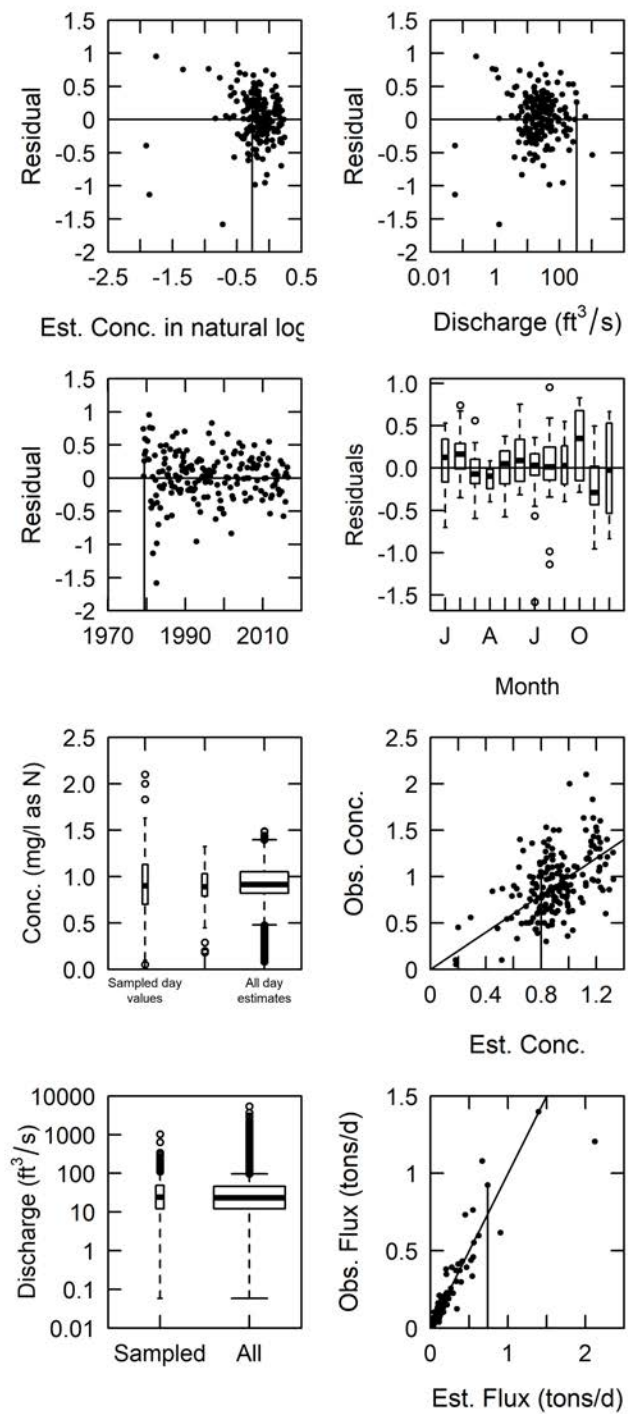 Residual
1
0.5
0
-0.5
-1
-1.5
-2
-2.5 -1.5 -0.5 0.5
Est. Conc. in natural log
Residual
1
0.5
0
-0.5
-1
-1.5
-2
0.01 1 100
Discharge (ft³/s)
Residual
1
0.5
0
-0.5
-1
-1.5
-2
1970 1990 2010
Residuals
1.0
0.5
0.0
-0.5
-1.0
-1.5
J A J O
Month
Conc. (mg/l as N)
2.5
2.0
1.5
1.0
0.5
0.0
Sampled day values
All day estimates
Obs. Conc.
2.5
2.0
1.5
1.0
0.5
0.0
0 0.4 0.8 1.2
Est. Conc.
Discharge (ft³/s)
10000
1000
100
10
1
0.1
0.01
Sampled All
Obs. Flux (tons/d)
1.5
1
0.5
0
0 1 2
Est. Flux (tons/d)